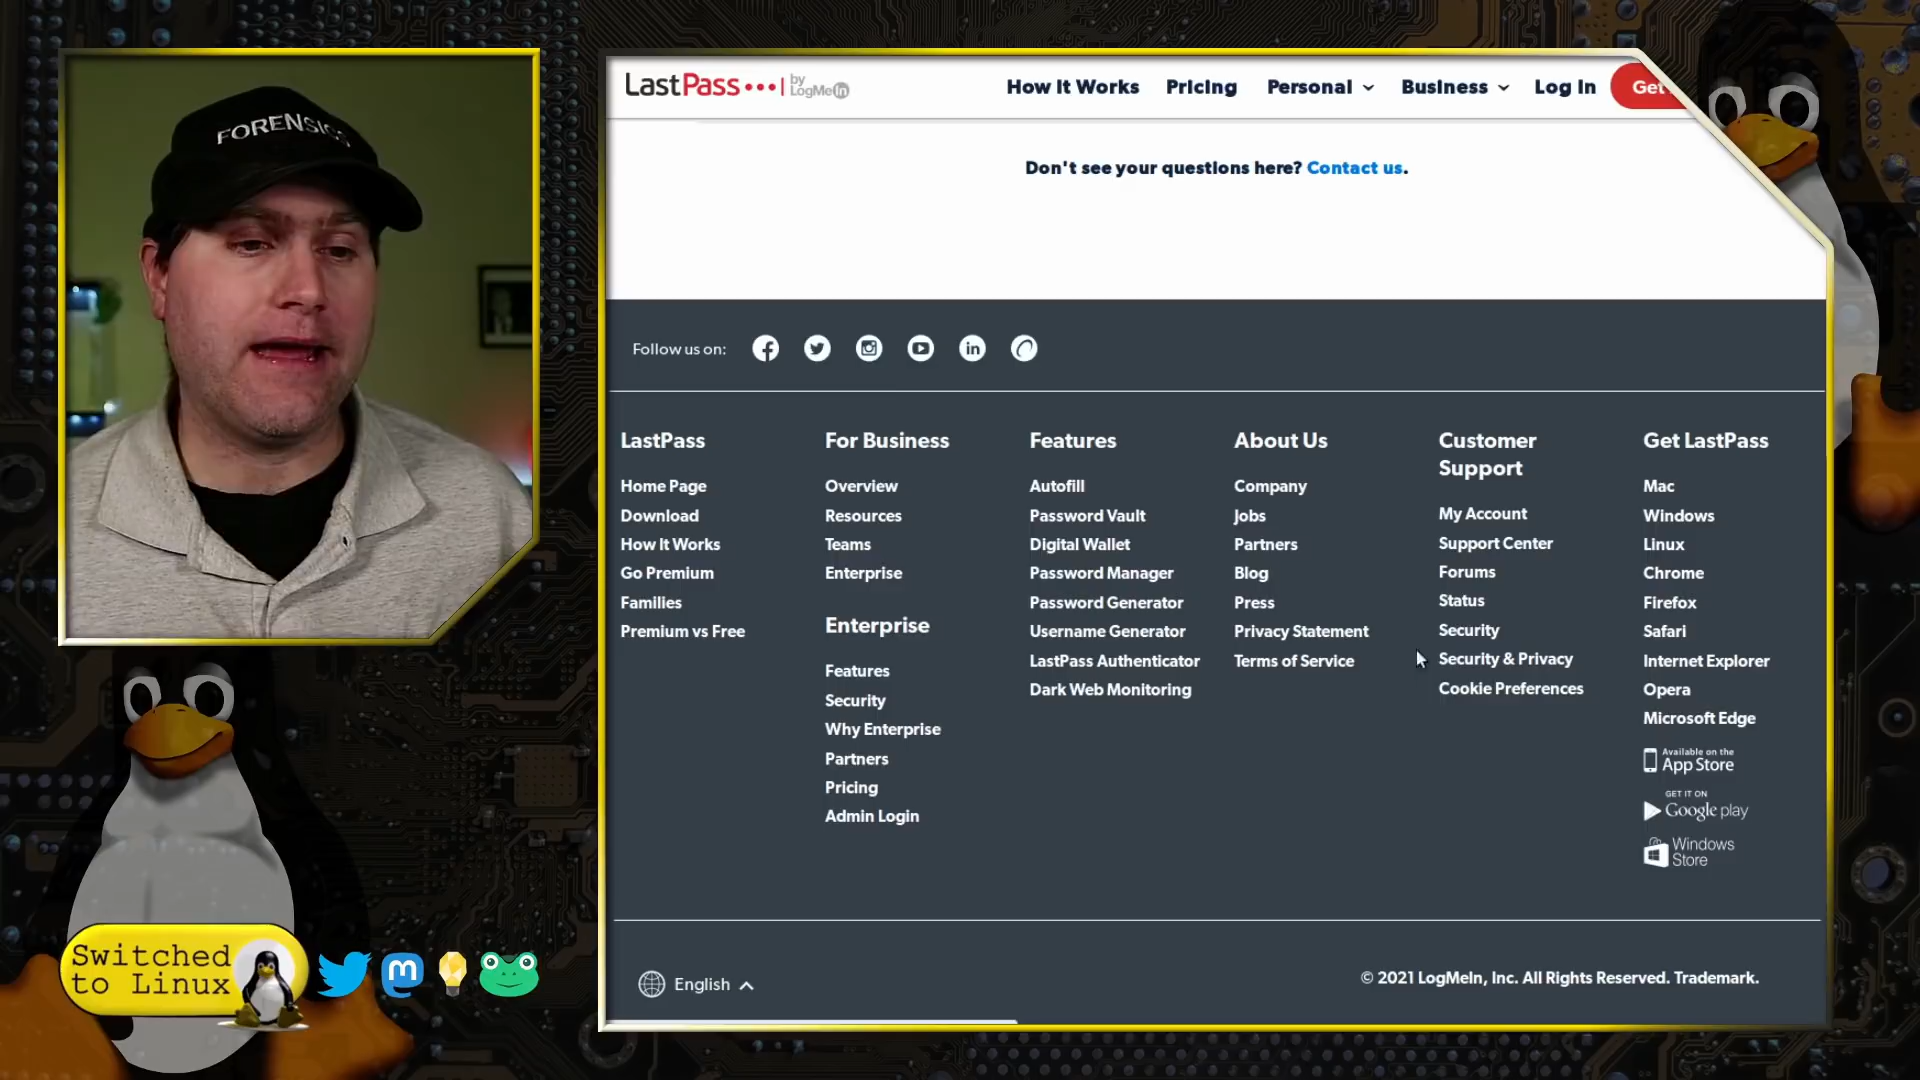 FORENSICS
LastPass •••| by LogMeIn
How It Works
Pricing
Personal
Business
Log In
Get
Don't see your questions here? Contact us.
Follow us on:
LastPass
Home Page
Download
How It Works
Go Premium
Families
Premium vs Free
For Business
Overview
Resources
Teams
Enterprise
Enterprise
Features
Security
Why Enterprise
Partners
Pricing
Admin Login
Features
Autofill
Password Vault
Digital Wallet
Password Manager
Password Generator
Username Generator
LastPass Authenticator
Dark Web Monitoring
About Us
Company
Jobs
Partners
Blog
Press
Privacy Statement
Terms of Service
Customer
Support
My Account
Support Center
Forums
Status
Security
Security & Privacy
Cookie Preferences
Get LastPass
Mac
Windows
Linux
Chrome
Firefox
Safari
Internet Explorer
Opera
Microsoft Edge
Available on the
App Store
GET IT ON
Google play
Windows
Store
English
© 2021 LogMeIn, Inc. All Rights Reserved. Trademark.
Switched
to Linux